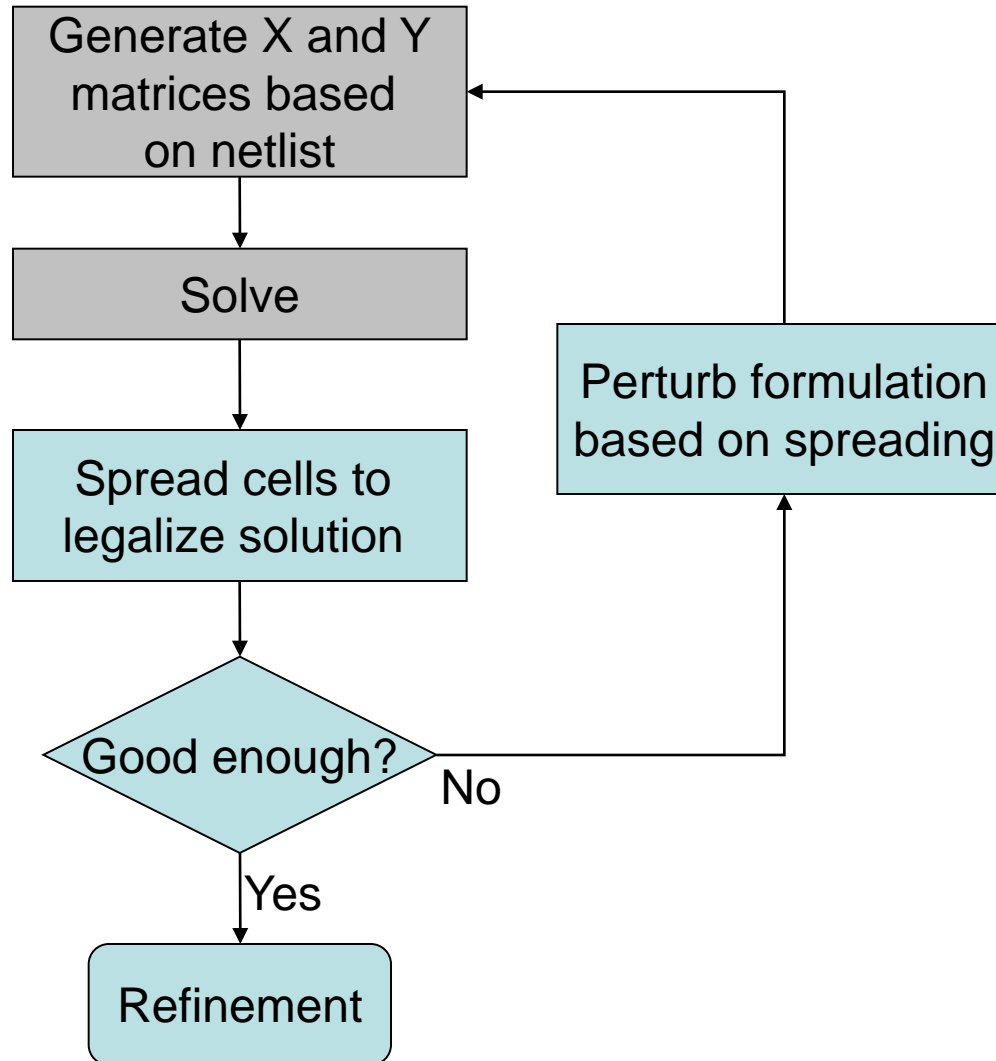 Generate X and Y
matrices based
on netlist
Solve
Perturb formulation
based on spreading
Spread cells to
legalize solution
Good enough?
No
Yes
Refinement